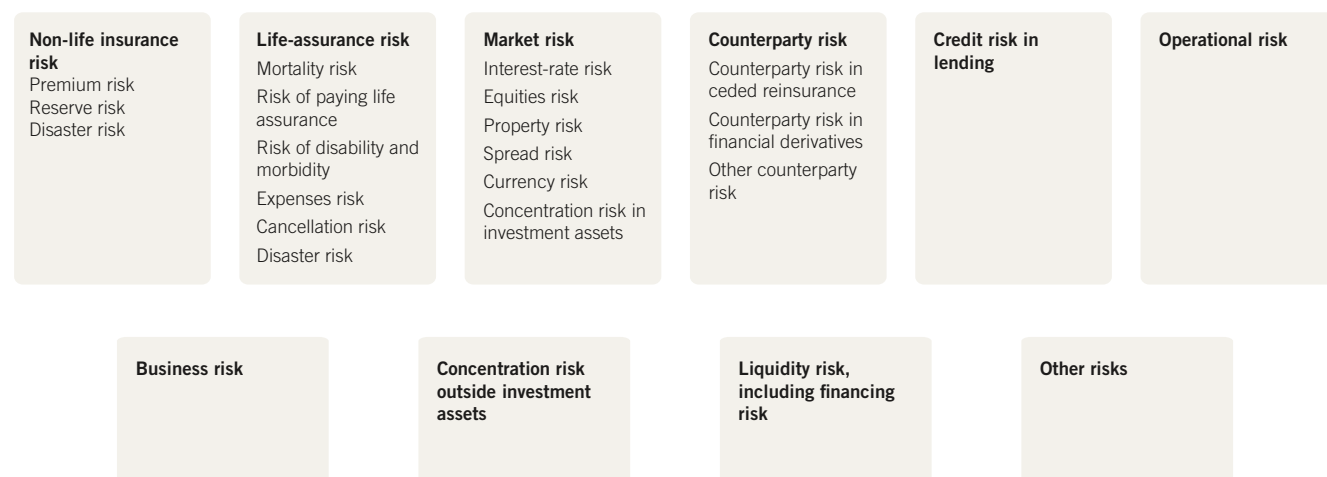 Non-life insurance
risk
Premium risk
Reserve risk
Disaster risk
Life-assurance risk
Mortality risk
Risk of paying life
assurance
Risk of disability and
morbidity
Expenses risk
Cancellation risk
Disaster risk
Market risk
Interest-rate risk
Equities risk
Property risk
Spread risk
Currency risk
Concentration risk in
investment assets
Counterparty risk
Counterparty risk in
ceded reinsurance
Counterparty risk in
financial derivatives
Other counterparty
risk
Credit risk in
lending
Operational risk
Business risk
Concentration risk
outside investment
assets
Liquidity risk,
including financing
risk
Other risks